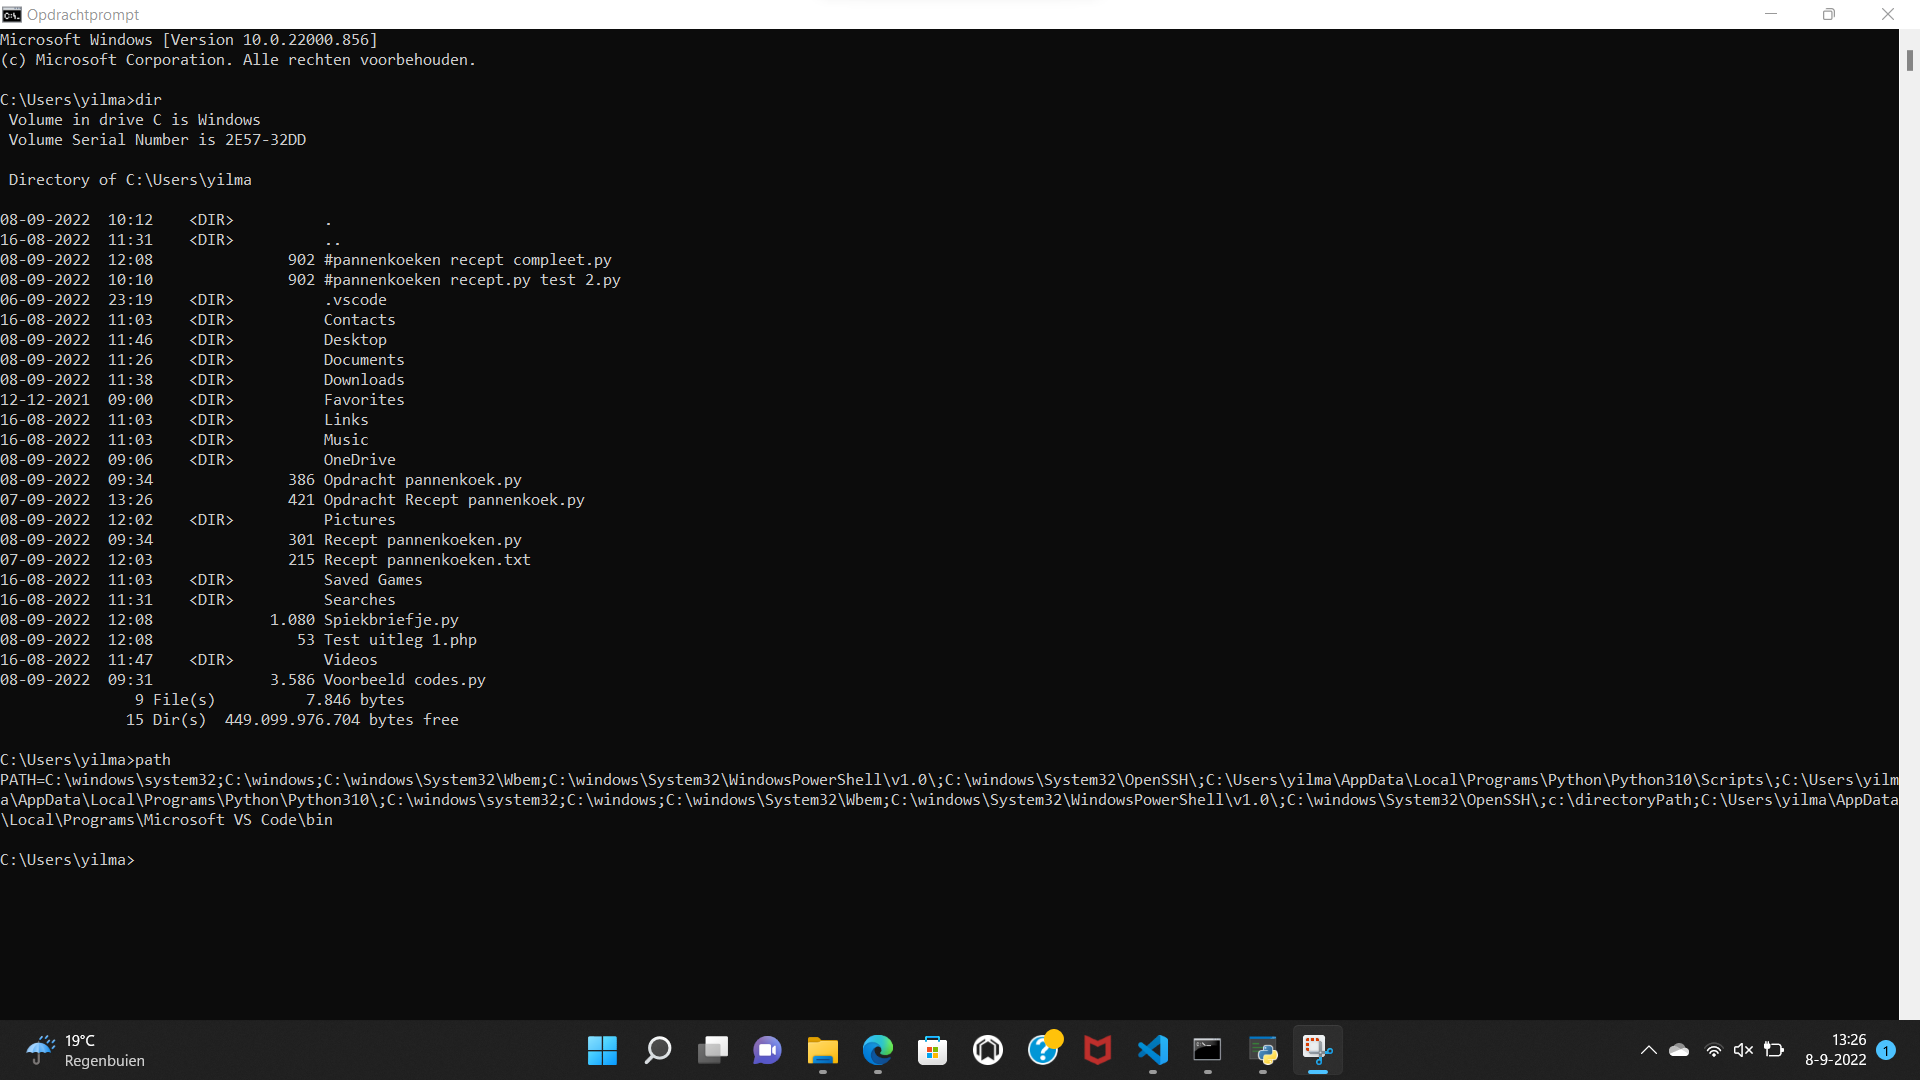 Opdrachtprompt
Microsoft Windows [Version 10.0.22000.856]
(c) Microsoft Corporation. Alle rechten voorbehouden.
C:\Users\yilma>dir
Volume in drive C is Windows
Volume Serial Number is 2E57-32DD
Directory of C:\Users\yilma
08-09-2022 10:12 <DIR> .
16-08-2022 11:31 <DIR> ..
08-09-2022 12:08 902 #pannenkoeken recept compleet.py
08-09-2022 10:10 902 #pannenkoeken recept.py test 2.py
06-09-2022 23:19 <DIR> .vscode
16-08-2022 11:03 <DIR> Contacts
08-09-2022 11:46 <DIR> Desktop
08-09-2022 11:26 <DIR> Documents
08-09-2022 11:38 <DIR> Downloads
12-12-2021 09:00 <DIR> Favorites
16-08-2022 11:03 <DIR> Links
16-08-2022 11:03 <DIR> Music
08-09-2022 09:06 <DIR> OneDrive
08-09-2022 09:34 386 Opdracht pannenkoek.py
07-09-2022 13:26 421 Opdracht Recept pannenkoek.py
08-09-2022 12:02 <DIR> Pictures
08-09-2022 09:34 301 Recept pannenkoeken.py
07-09-2022 12:03 215 Recept pannenkoeken.txt
16-08-2022 11:03 <DIR> Saved Games
16-08-2022 11:31 <DIR> Searches
08-09-2022 12:08 1.080 Spiekbriefje.py
08-09-2022 12:08 53 Test uitleg 1.php
16-08-2022 11:47 <DIR> Videos
08-09-2022 09:31 3.586 Voorbeeld codes.py
9 File(s) 7.846 bytes
15 Dir(s) 449.099.976.704 bytes free
C:\Users\yilma>path
PATH=C:\windows\system32;C:\windows;C:\windows\System32\Wbem;C:\windows\System32\WindowsPowerShell\v1.0\;C:\windows\System32\OpenSSH\;C:\Users\yilma\AppData\Local\Programs\Python\Python310\Scripts\;C:\Users\yilm
a\AppData\Local\Programs\Python\Python310\;C:\windows\system32;C:\windows;C:\windows\System32\Wbem;C:\windows\System32\WindowsPowerShell\v1.0\;C:\windows\System32\OpenSSH\;c:\directoryPath;C:\Users\yilma\AppData
\Local\Programs\Microsoft VS Code\bin
C:\Users\yilma>
19°C
Regenbuien
13:26
8-9-2022
1